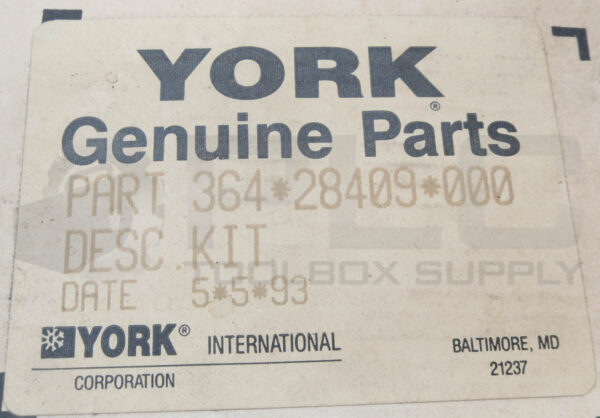 YORK®
Genuine Parts
PART 364*28409*000
DESC KIT
DATE 5*5*93
PLC
TOOLBOX SUPPLY
YORK® INTERNATIONAL
CORPORATION
BALTIMORE, MD
21237